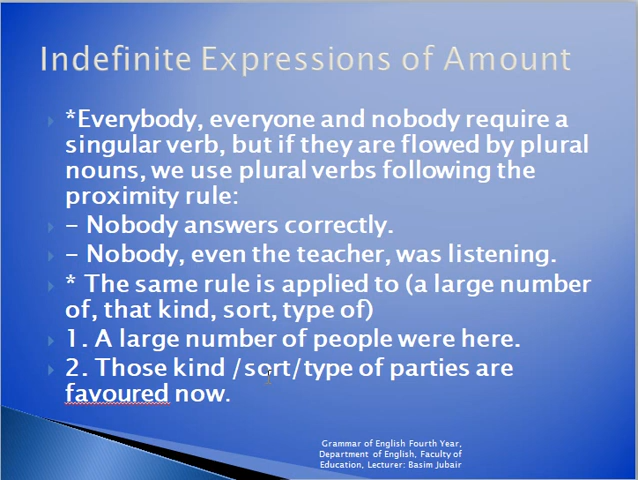 Indefinite Expressions of Amount
*Everybody, everyone and nobody require a
singular verb, but if they are flowed by plural
nouns, we use plural verbs following the
proximity rule:
– Nobody answers correctly.
– Nobody, even the teacher, was listening.
* The same rule is applied to (a large number
of, that kind, sort, type of)
1. A large number of people were here.
2. Those kind /sort/type of parties are
favoured now.
Grammar of English Fourth Year,
Department of English, Faculty of
Education, Lecturer: Basim Jubair